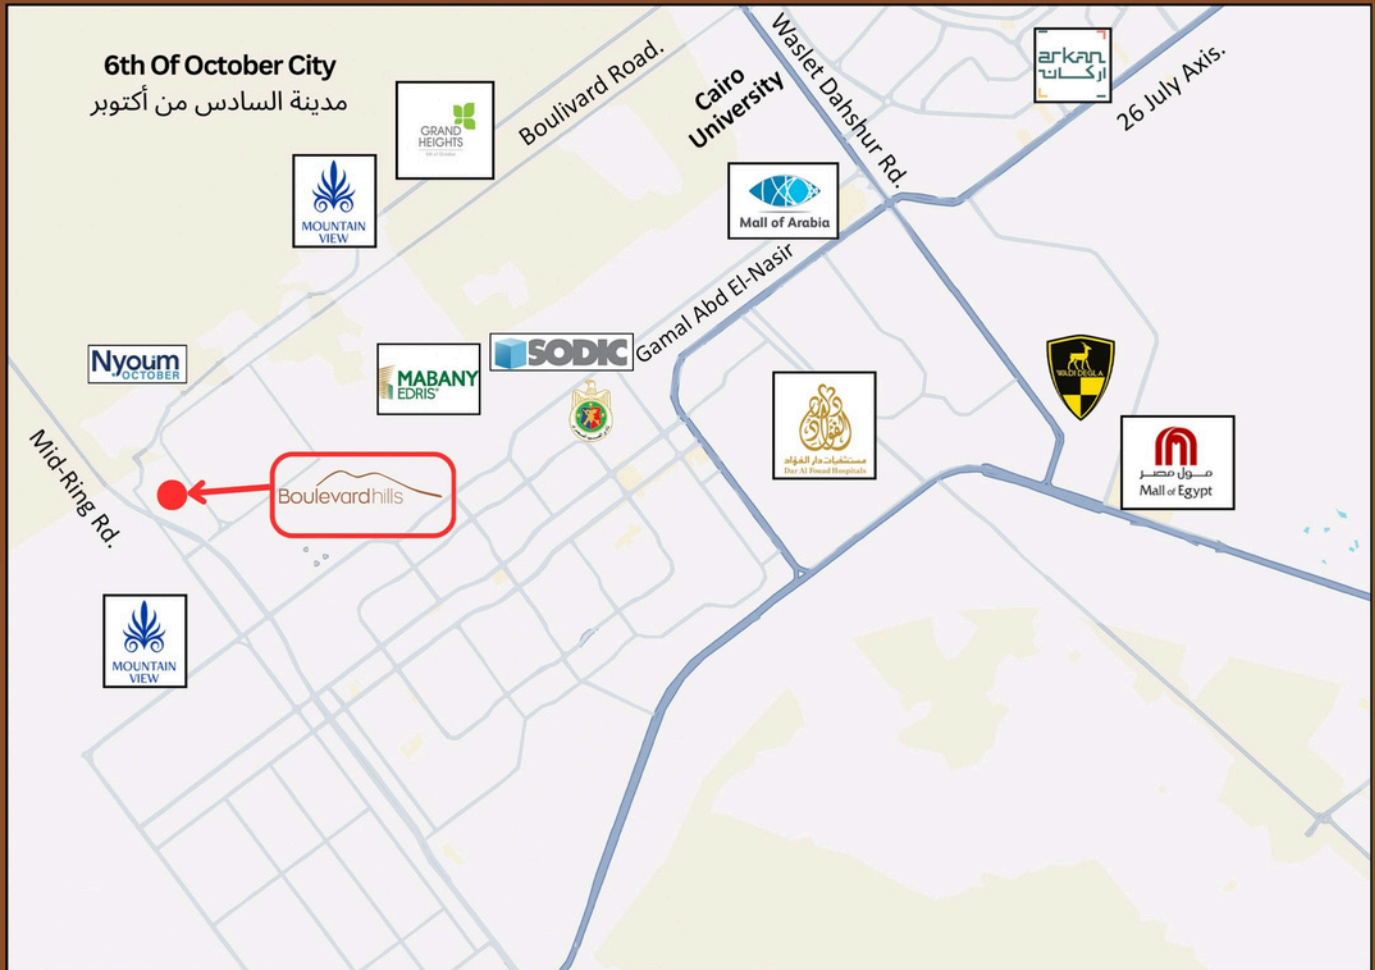 6th Of October City
مدينة السادس من أكتوبر
GRAND
HEIGHTS
Boulivard Road.
Cairo
University
Waslet Dahshur Rd.
arkan
اركان
26 July Axis.
MOUNTAIN
VIEW
Mall of Arabia
Gamal Abd El-Nasir
Nyoum
OCTOBER
MABANY
EDRIS
SODIC
WADI DEGLA
مستشفيات دار الفؤاد
Dar Al Fouad Hospitals
مول مصر
Mall of Egypt
Mid-Ring Rd.
Boulevardhills
MOUNTAIN
VIEW